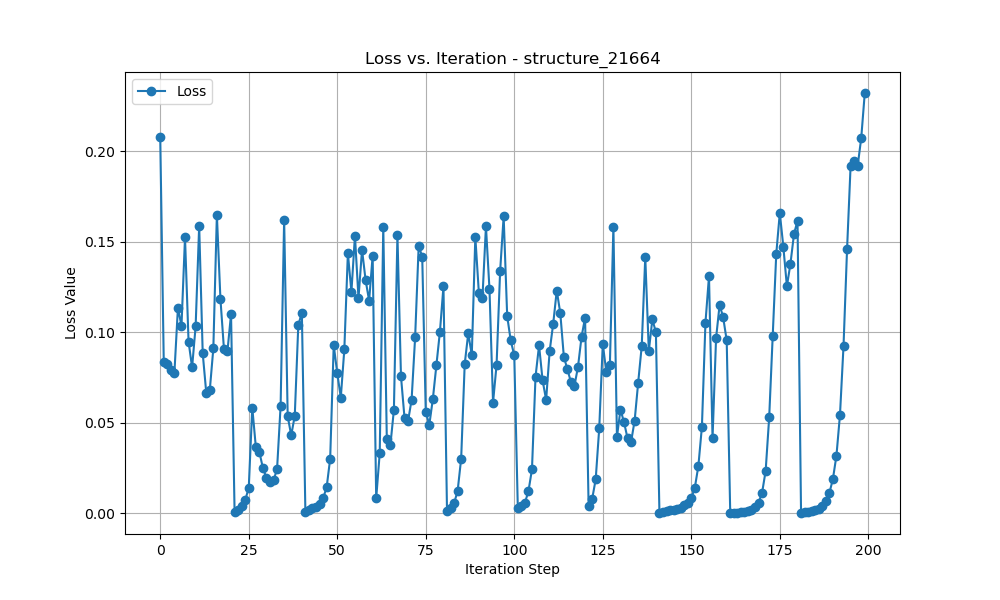 Loss vs. Iteration - structure_21664
Loss
Loss Value
0.20
0.15
0.10
0.05
0.00
0 25 50 75 100 125 150 175 200
Iteration Step